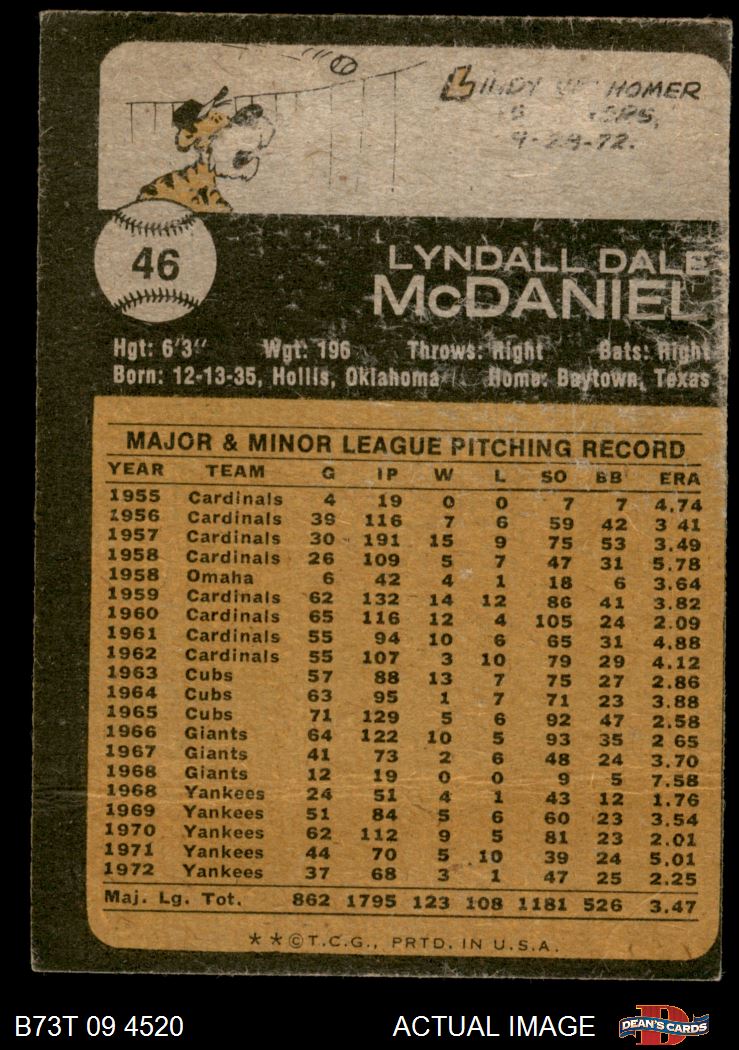 INDY HOMER
9-28-72.
46
LYNDALL DALE
McDANIEL
Hgt: 6'3" Wgt: 196 Throws: Right Bats: Right
Born: 12-13-35, Hollis, Oklahoma Home: Baytown, Texas
MAJOR & MINOR LEAGUE PITCHING RECORD
YEAR TEAM G IP W L SO BB ERA
1955 Cardinals 4 19 0 0 7 7 4.74
1956 Cardinals 39 116 7 6 59 42 3 41
1957 Cardinals 30 191 15 9 75 53 3.49
1958 Cardinals 26 109 5 7 47 31 5.78
1958 Omaha 6 42 4 1 18 6 3.64
1959 Cardinals 62 132 14 12 86 41 3.82
1960 Cardinals 65 116 12 4 105 24 2.09
1961 Cardinals 55 94 10 6 65 31 4.88
1962 Cardinals 55 107 3 10 79 29 4.12
1963 Cubs 57 88 13 7 75 27 2.86
1964 Cubs 63 95 1 7 71 23 3.88
1965 Cubs 71 129 5 6 92 47 2.58
1966 Giants 64 122 10 5 93 35 2 65
1967 Giants 41 73 2 6 48 24 3.70
1968 Giants 12 19 0 0 9 5 7.58
1968 Yankees 24 51 4 1 43 12 1.76
1969 Yankees 51 84 5 6 60 23 3.54
1970 Yankees 62 112 9 5 81 23 2.01
1971 Yankees 44 70 5 10 39 24 5.01
1972 Yankees 37 68 3 1 47 25 2.25
Maj. Lg. Tot. 862 1795 123 108 1181 526 3.47
**©T.C.G., PRTD. IN U.S.A.
B73T 09 4520 ACTUAL IMAGE
DEAN'S CARDS